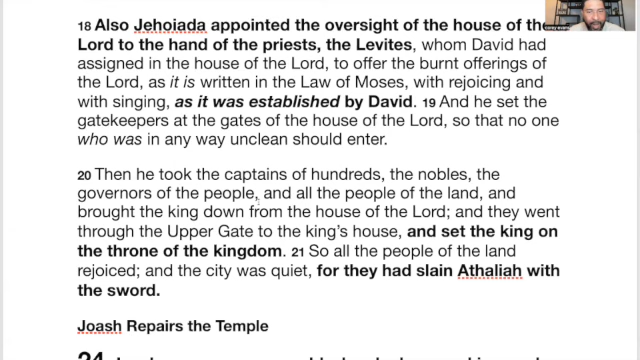 18 Also Jehoiada appointed the oversight of the house of the
Lord to the hand of the priests, the Levites, whom David had
assigned in the house of the Lord, to offer the burnt offerings of
the Lord, as it is written in the Law of Moses, with rejoicing and
with singing, as it was established by David. 19 And he set the
gatekeepers at the gates of the house of the Lord, so that no one
who was in any way unclean should enter.
20 Then he took the captains of hundreds, the nobles, the
governors of the people, and all the people of the land, and
brought the king down from the house of the Lord; and they went
through the Upper Gate to the king's house, and set the king on
the throne of the kingdom. 21 So all the people of the land
rejoiced; and the city was quiet, for they had slain Athaliah with
the sword.
Joash Repairs the Temple
24